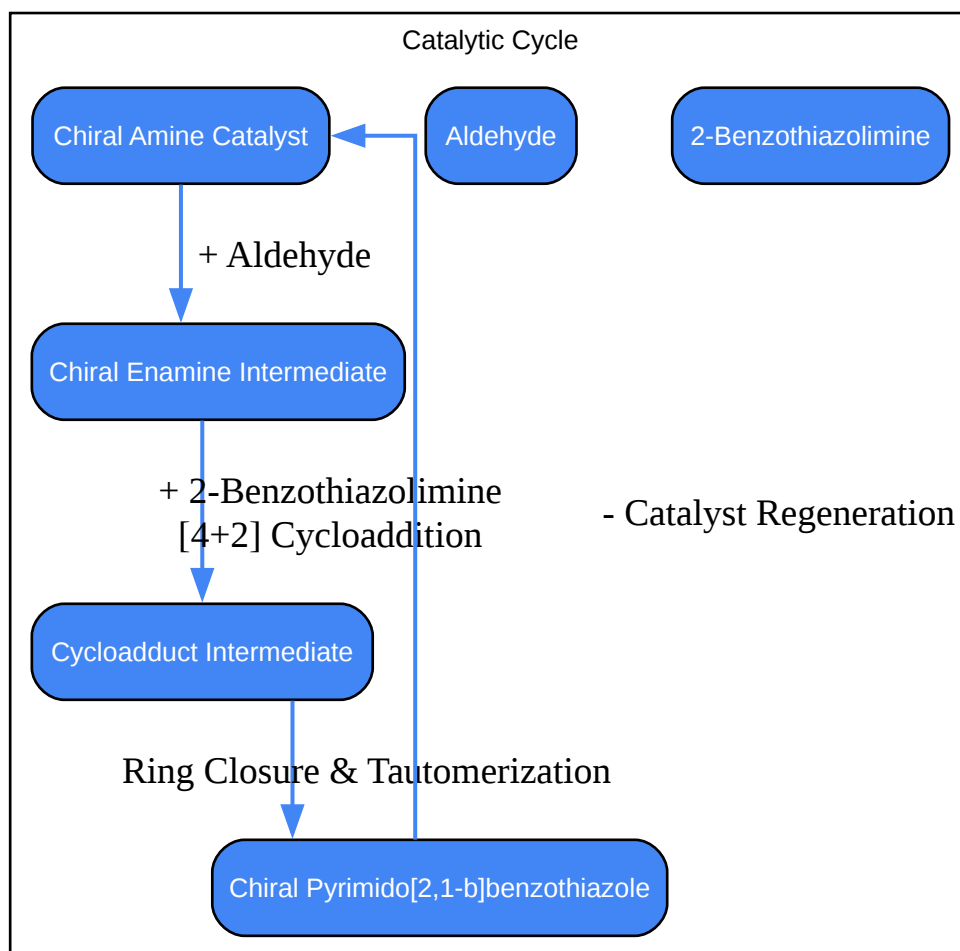 Catalytic Cycle
Chiral Amine Catalyst
Aldehyde
2-Benzothiazolimine
+ Aldehyde
Chiral Enamine Intermediate
+ 2-Benzothiazolimine
[4+2] Cycloaddition
- Catalyst Regeneration
Cycloadduct Intermediate
Ring Closure & Tautomerization
Chiral Pyrimido[2,1-b]benzothiazole